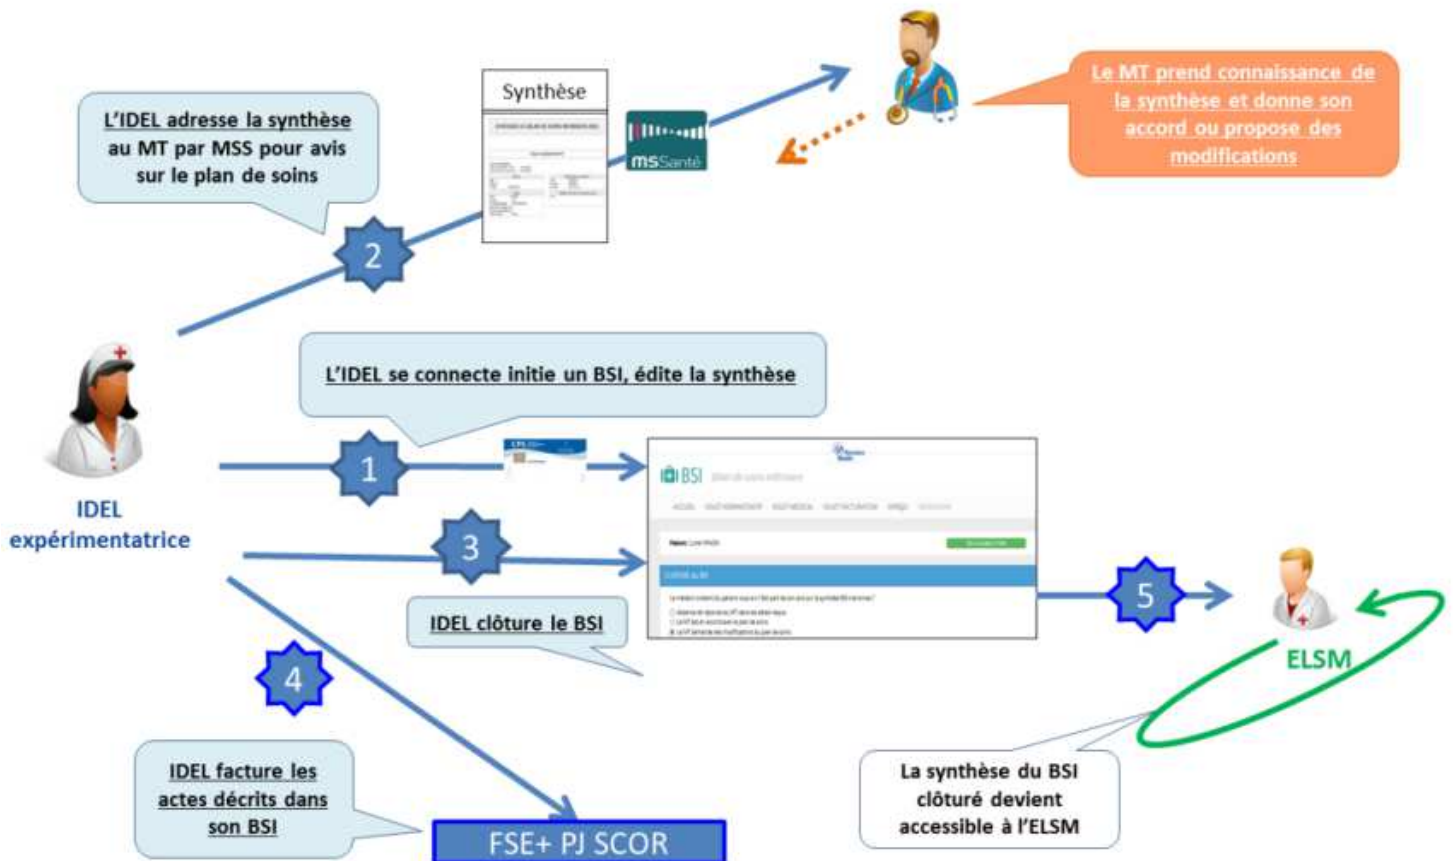 Synthèse
L'IDEL adresse la synthèse
au MT par MSS pour avis
sur le plan de soins
msSanté
Le MT prend connaissance de
la synthèse et donne son
accord ou propose des
modifications
2
L'IDEL se connecte initie un BSI, édite la synthèse
1
CPS
IDEL
expérimentatrice
BSI
3
IDEL clôture le BSI
5
ELSM
4
IDEL facture les
actes décrits dans
son BSI
FSE+ PJ SCOR
La synthèse du BSI
clôturé devient
accessible à l'ELSM